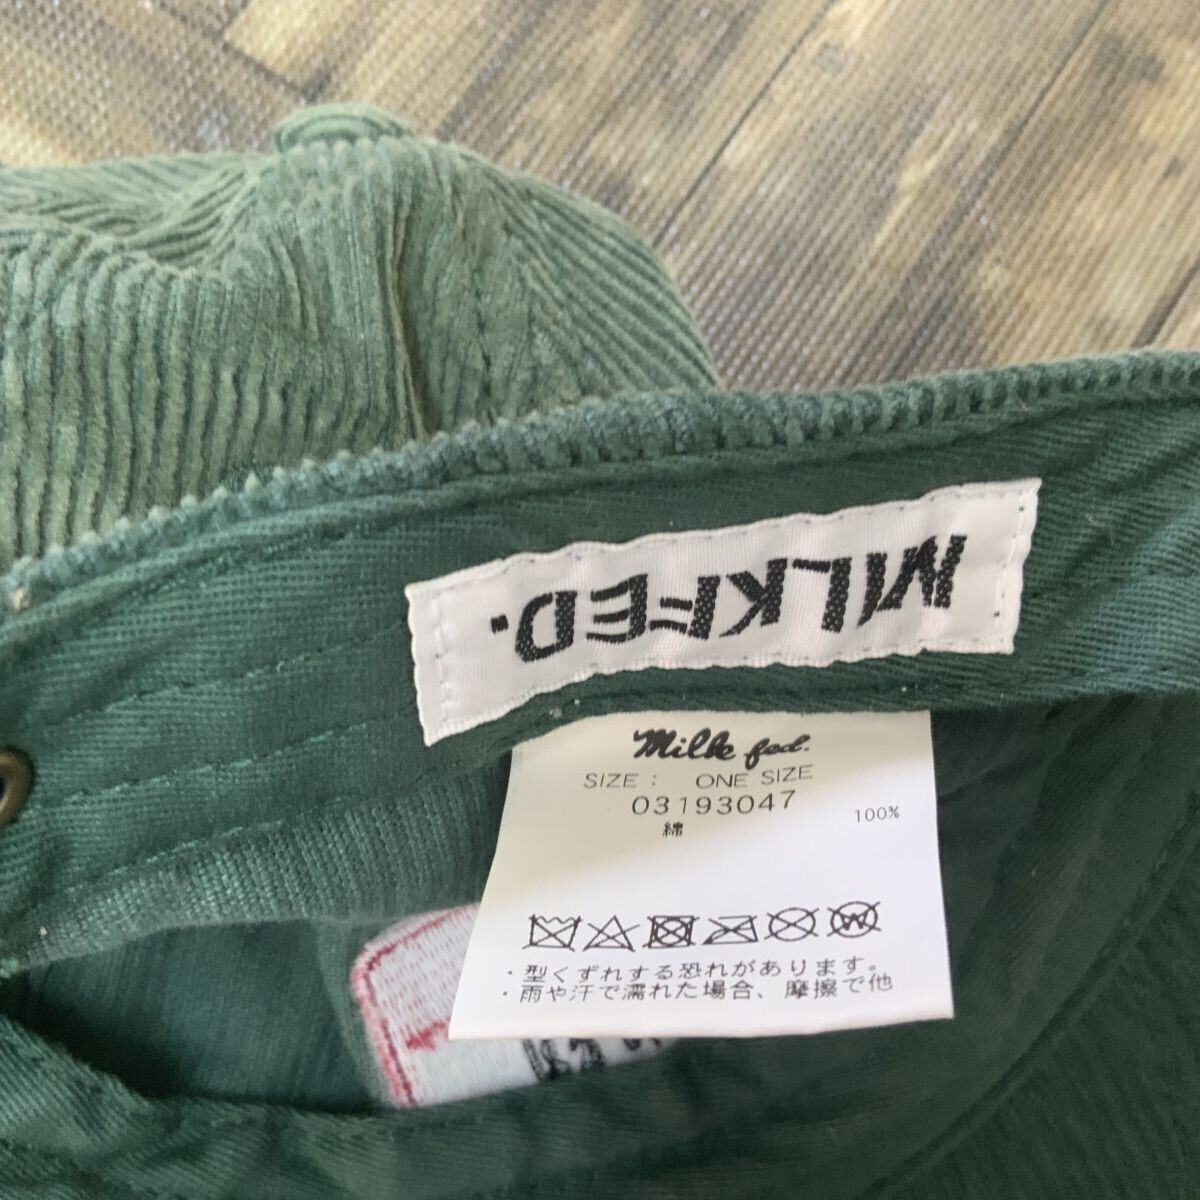 MILKFED.
Milk fed.
SIZE : ONE SIZE
03193047
綿 100%
・型くずれする恐れがあります。
・雨や汗で濡れた場合、摩擦で他